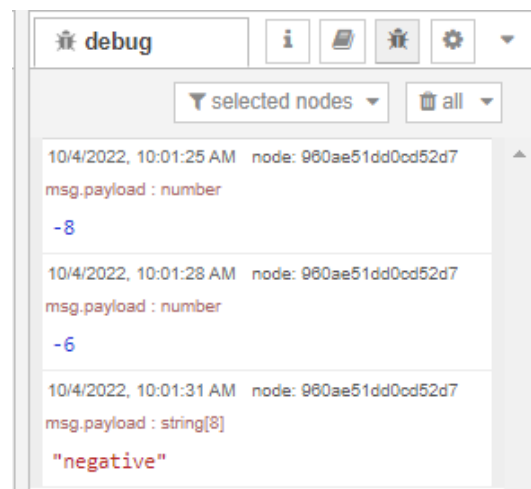 debug
i
selected nodes
all
10/4/2022, 10:01:25 AM node: 960ae51dd0cd52d7
msg.payload : number
-8
10/4/2022, 10:01:28 AM node: 960ae51dd0cd52d7
msg.payload : number
-6
10/4/2022, 10:01:31 AM node: 960ae51dd0cd52d7
msg.payload : string[8]
"negative"